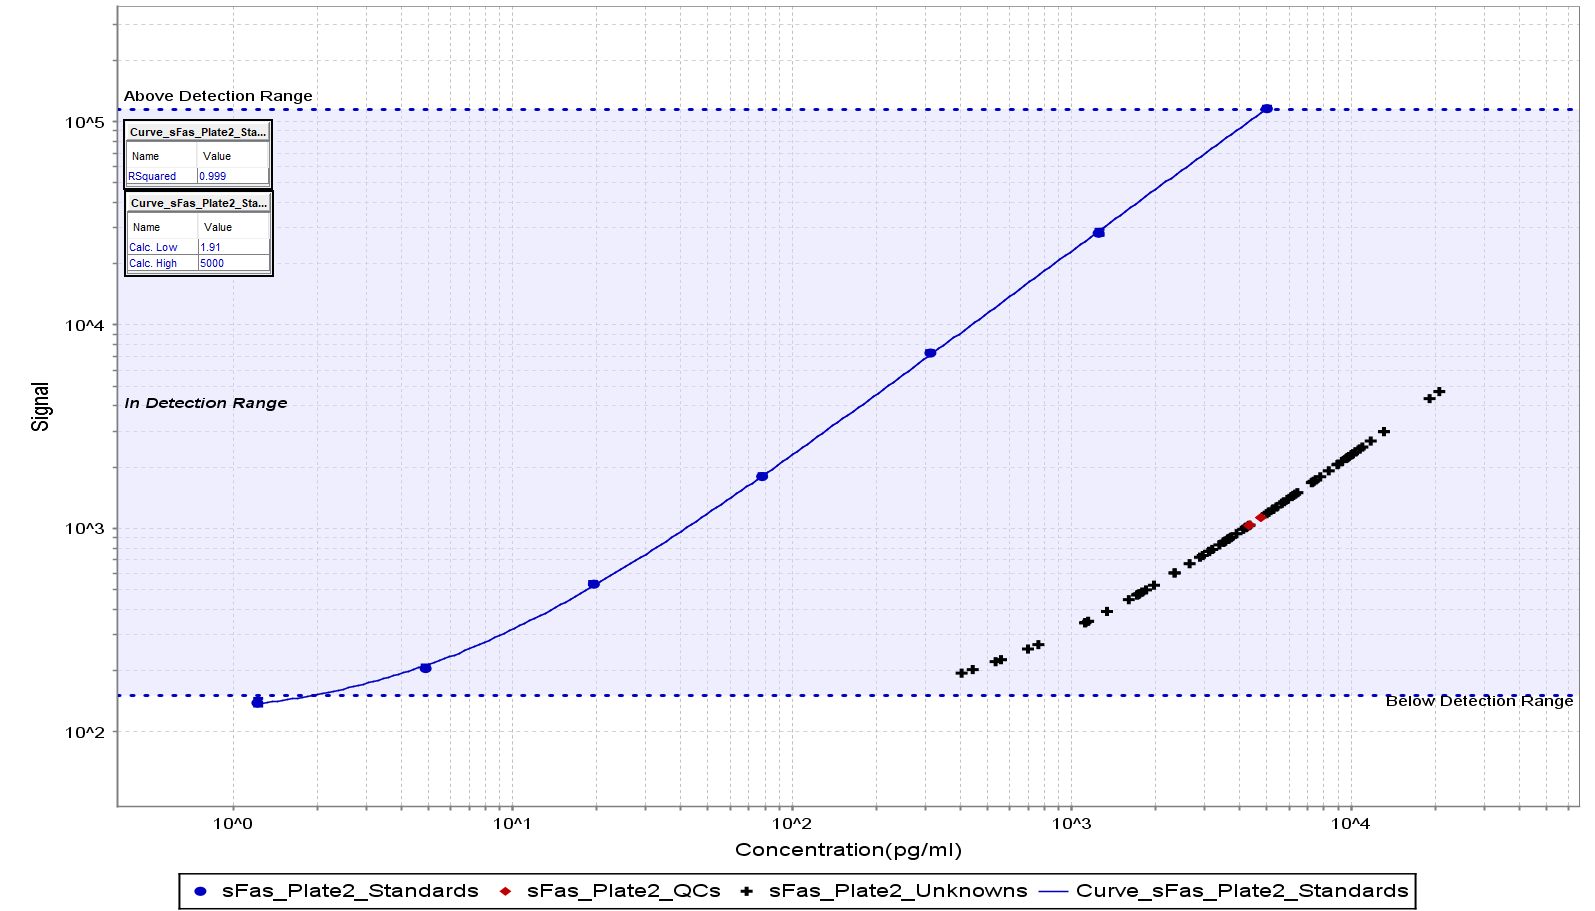 Above Detection Range
10^5
Curve_sFas_Plate2_Sta...
Name Value
RSquared 0.999
Curve_sFas_Plate2_Sta...
Name Value
Calc. Low 1.91
Calc. High 5000
10^4
Signal
In Detection Range
10^3
Below Detection Range
10^2
10^0 10^1 10^2 10^3 10^4
Concentration(pg/ml)
sFas_Plate2_Standards sFas_Plate2_QCs sFas_Plate2_Unknowns Curve_sFas_Plate2_Standards